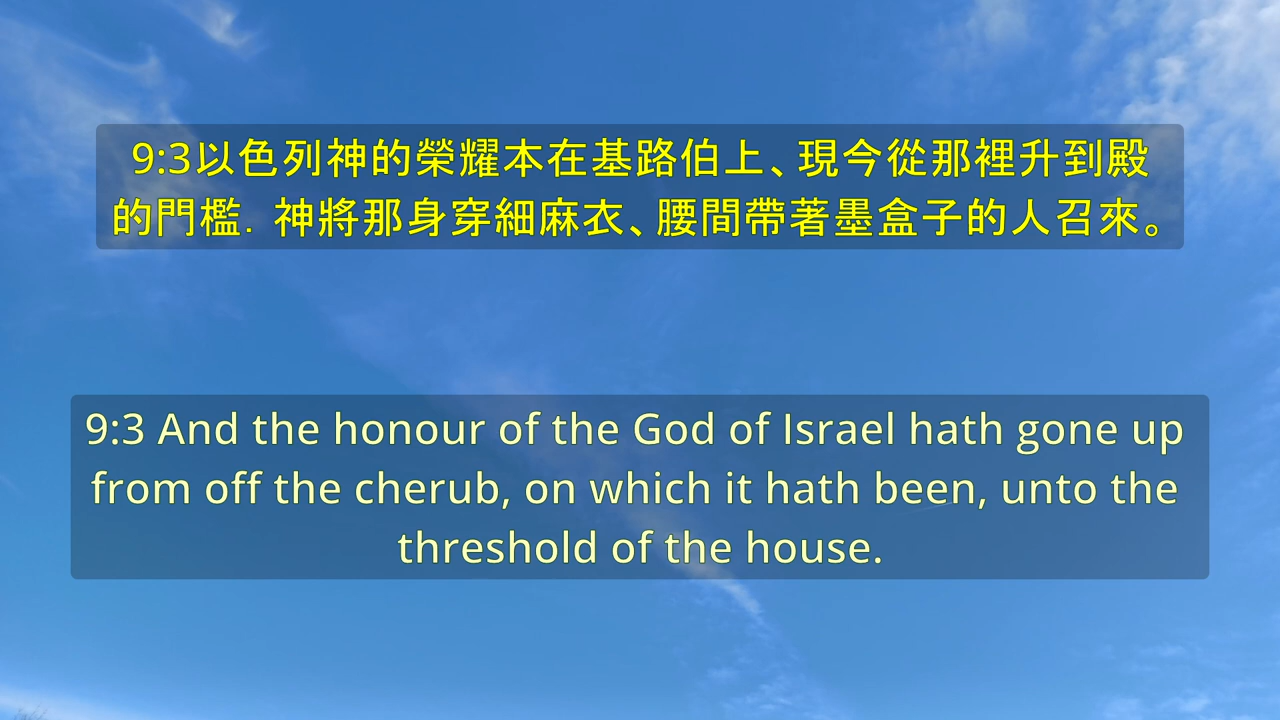 9:3以色列神的榮耀本在基路伯上、現今從那裡升到殿
的門檻．神將那身穿細麻衣、腰間帶著墨盒子的人召來。
9:3 And the honour of the God of Israel hath gone up
from off the cherub, on which it hath been, unto the
threshold of the house.